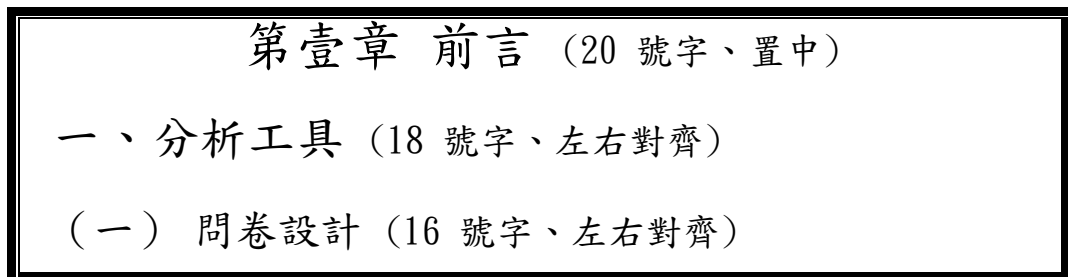 第壹章 前言 (20 號字、置中)
一、分析工具 (18 號字、左右對齊)
(一) 問卷設計 (16 號字、左右對齊)